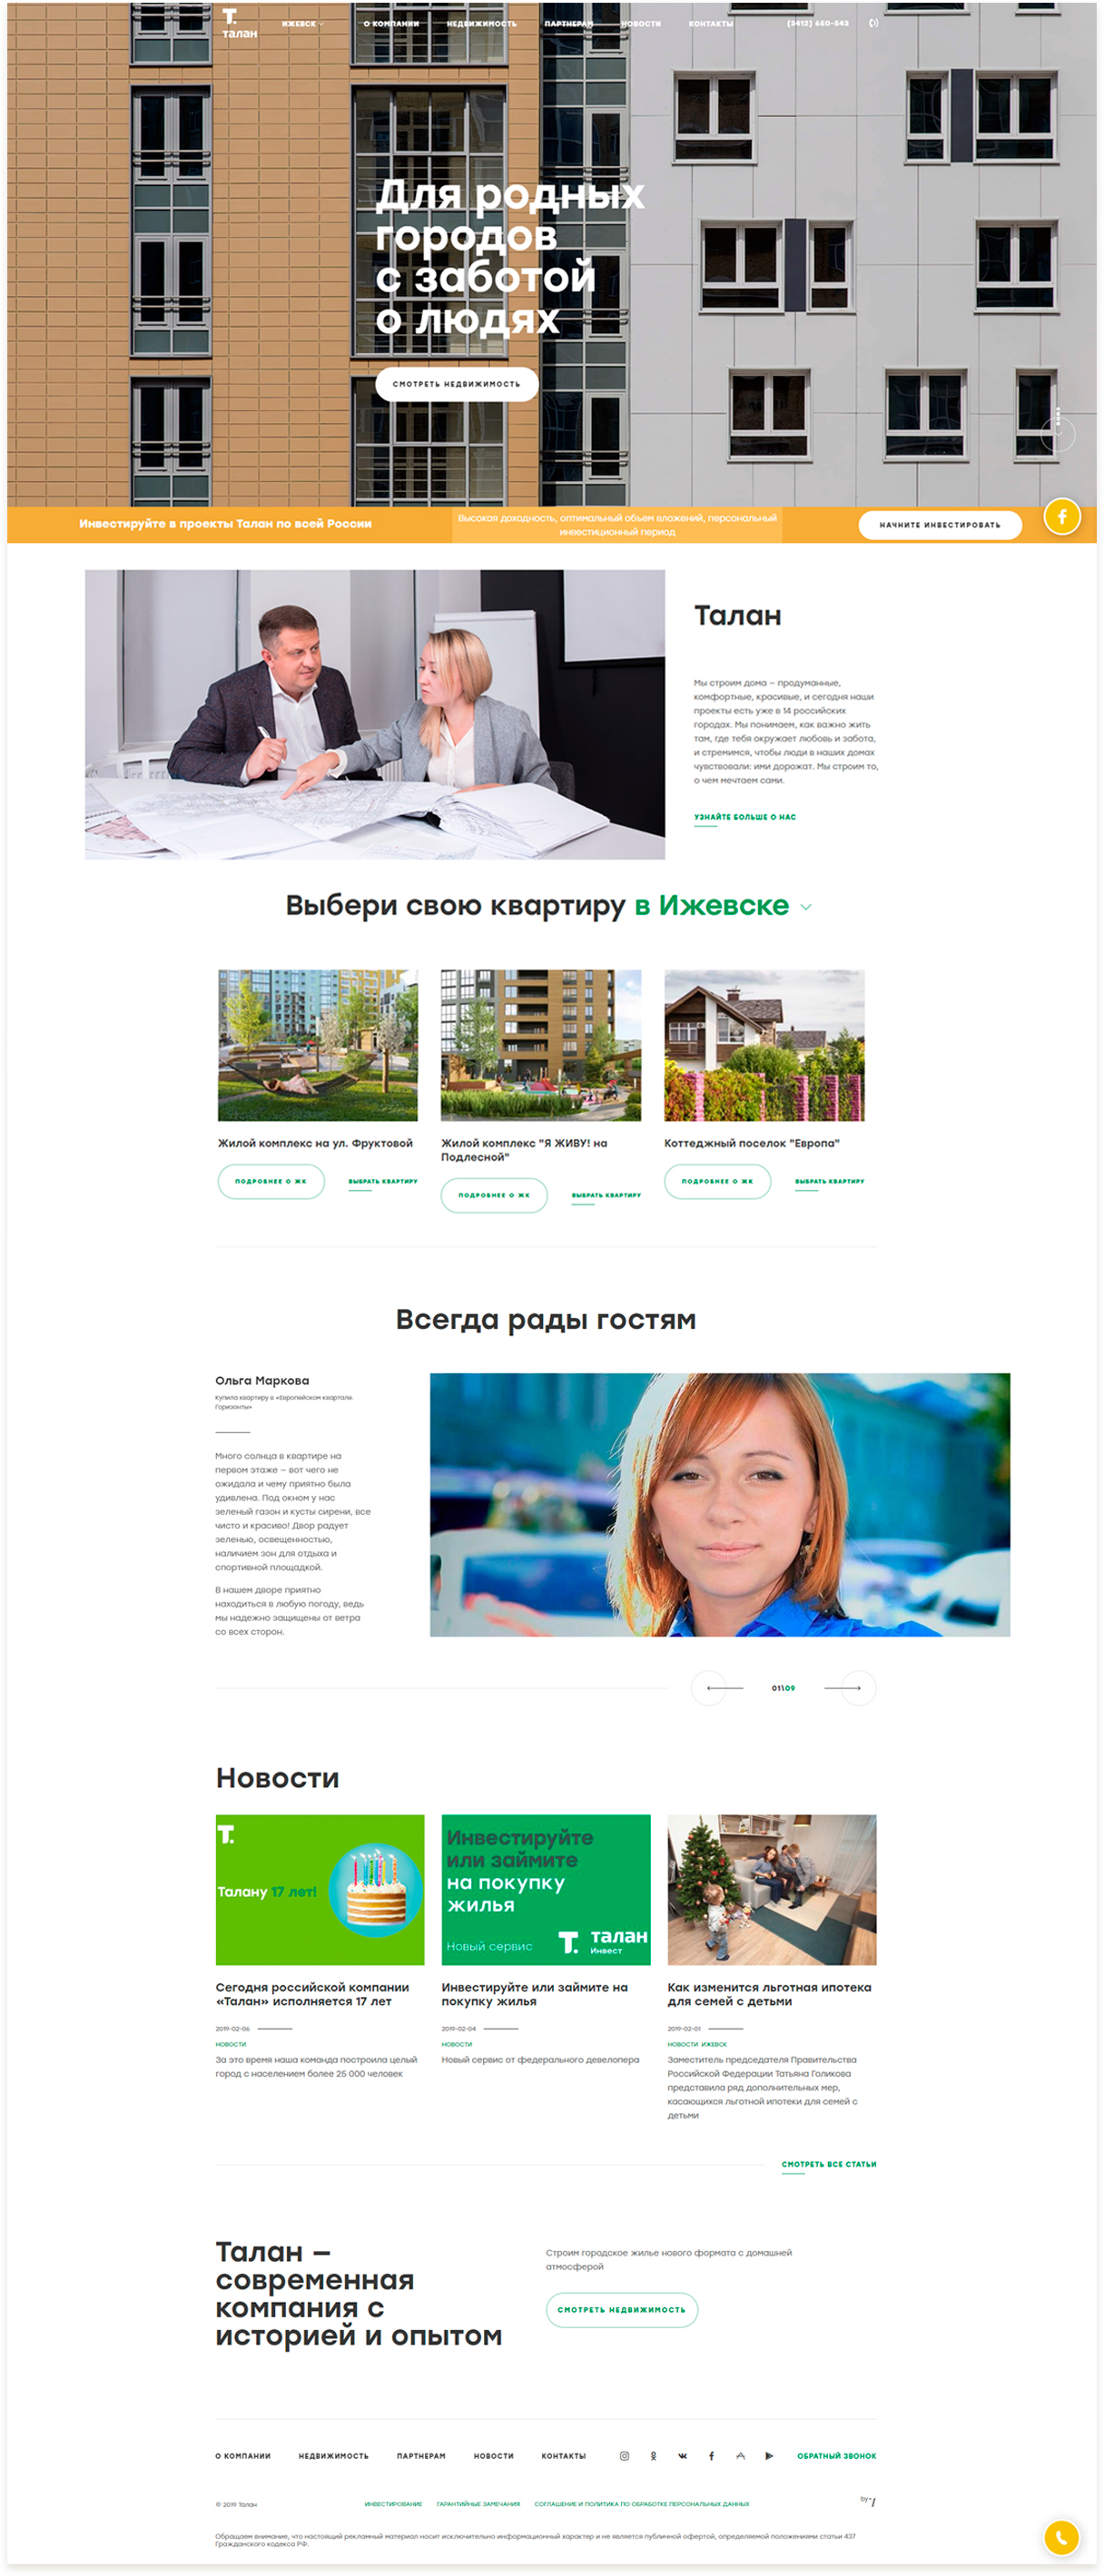 Т.
талан
ИЖЕВСК
О КОМПАНИИ
НЕДВИЖИМОСТЬ
ПАРТНЕРАМ
НОВОСТИ
КОНТАКТЫ
(3412) 650-643
Для родных
городов
с заботой
о людях
СМОТРЕТЬ НЕДВИЖИМОСТЬ
Инвестируйте в проекты Талан по всей России
Высокая доходность, оптимальный объем вложений, персональный
инвестиционный период
НАЧНИТЕ ИНВЕСТИРОВАТЬ
Талан
Мы строим дома – продуманные,
комфортные, красивые, и сегодня наши
проекты есть уже в 14 российских
городах. Мы понимаем, как важно жить
там, где тебя окружает любовь и забота,
и стремимся, чтобы люди в наших домах
чувствовали: ими дорожат. Мы строим то,
о чем мечтаем сами.
УЗНАЙТЕ БОЛЬШЕ О НАС
Выбери свою квартиру в Ижевске
Жилой комплекс на ул. Фруктовой
ПОДРОБНЕЕ О ЖК
ВЫБРАТЬ КВАРТИРУ
Жилой комплекс "Я ЖИВУ! на
Подлесной"
ПОДРОБНЕЕ О ЖК
ВЫБРАТЬ КВАРТИРУ
Коттеджный поселок "Европа"
ПОДРОБНЕЕ О ЖК
ВЫБРАТЬ КВАРТИРУ
Всегда рады гостям
Ольга Маркова
Купила квартиру в «Европейском квартале.
Горизонты»
Много солнца в квартире на
первом этаже – вот чего не
ожидала и чему приятно была
удивлена. Под окном у нас
зеленый газон и кусты сирени, все
чисто и красиво! Двор радует
зеленью, освещенностью,
наличием зон для отдыха и
спортивной площадкой.
В нашем дворе приятно
находиться в любую погоду, ведь
мы надежно защищены от ветра
со всех сторон.
01\09
Новости
Т.
Талану 17 лет!
Сегодня российской компании
«Талан» исполняется 17 лет
2019-02-06
НОВОСТИ
За это время наша команда построила целый
город с населением более 25 000 человек
Инвестируйте
или займите
на покупку
жилья
Новый сервис
Т. талан
Инвест
Инвестируйте или займите на
покупку жилья
2019-02-04
НОВОСТИ
Новый сервис от федерального девелопера
Как изменится льготная ипотека
для семей с детьми
2019-02-01
НОВОСТИ ИЖЕВСК
Заместитель председателя Правительства
Российской Федерации Татьяна Голикова
представила ряд дополнительных мер,
касающихся льготной ипотеки для семей с
детьми
СМОТРЕТЬ ВСЕ СТАТЬИ
Талан –
современная
компания с
историей и опытом
Строим городское жилье нового формата с домашней
атмосферой
СМОТРЕТЬ НЕДВИЖИМОСТЬ
О КОМПАНИИ
НЕДВИЖИМОСТЬ
ПАРТНЕРАМ
НОВОСТИ
КОНТАКТЫ
ОБРАТНЫЙ ЗВОНОК
© 2019 Талан
ИНВЕСТИРОВАНИЕ
ГАРАНТИЙНЫЕ ЗАМЕЧАНИЯ
СОГЛАШЕНИЕ И ПОЛИТИКА ПО ОБРАБОТКЕ ПЕРСОНАЛЬНЫХ ДАННЫХ
by
Обращаем внимание, что настоящий рекламный материал носит исключительно информационный характер и не является публичной офертой, определяемой положениями статьи 437
Гражданского кодекса РФ.